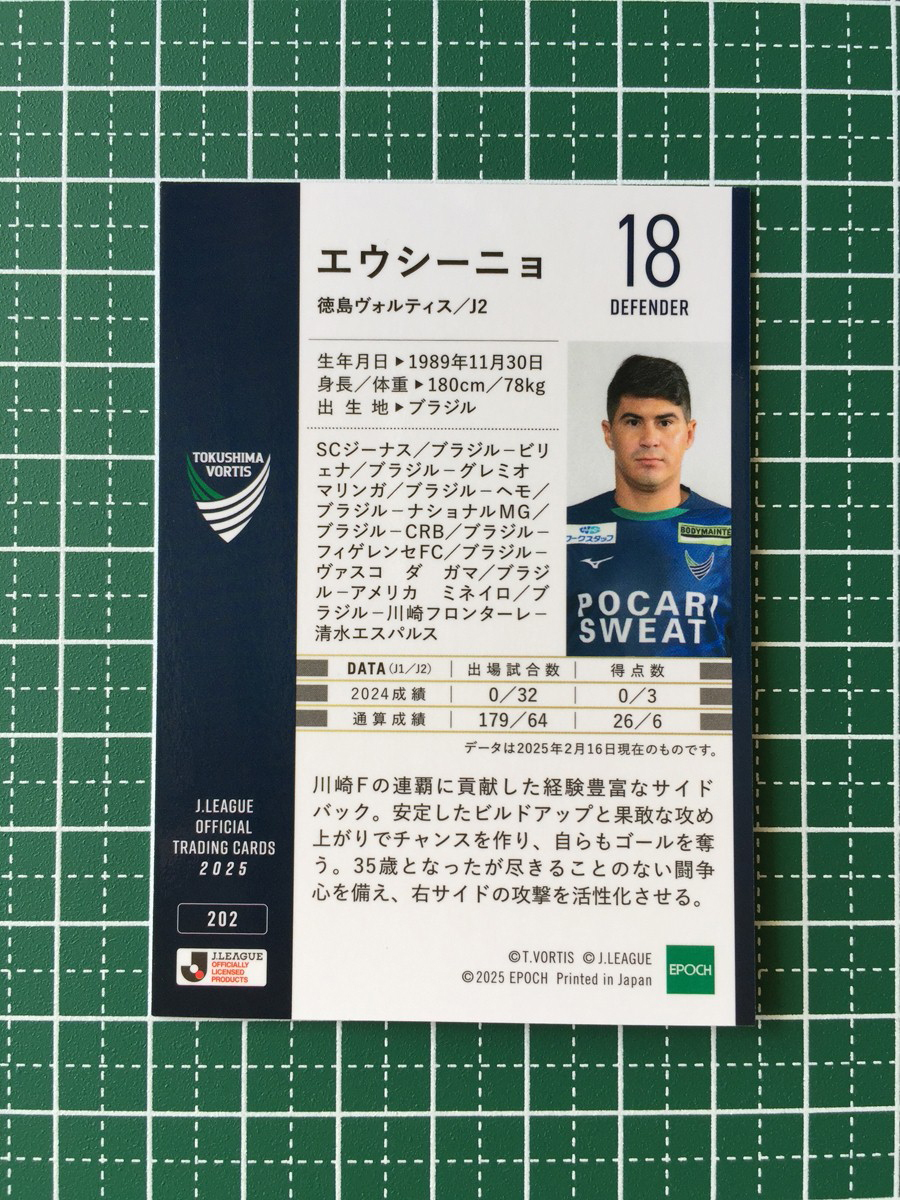 エウシーニョ
徳島ヴォルティス／J2
18
DEFENDER
生年月日▶1989年11月30日
身長／体重▶180cm／78kg
出生地▶ブラジル
SCジーナス／ブラジル－ビリ
ェナ／ブラジル－グレミオ
マリンガ／ブラジル－ヘモ／
ブラジル－ナショナルMG／
ブラジル－CRB／ブラジル－
フィゲレンセFC／ブラジル－
ヴァスコ ダ ガマ／ブラジ
ル－アメリカ ミネイロ／ブ
ラジル－川崎フロンターレ－
清水エスパルス
ワークスタッフ
BODYMAINTE
POCARI
SWEAT
TOKUSHIMA
VORTIS
DATA（J1／J2） 出場試合数 得点数
2024成績 0／32 0／3
通算成績 179／64 26／6
データは2025年2月16日現在のものです。
川崎Fの連覇に貢献した経験豊富なサイド
バック。安定したビルドアップと果敢な攻め
上がりでチャンスを作り、自らもゴールを奪
う。35歳となったが尽きることのない闘争
心を備え、右サイドの攻撃を活性化させる。
J.LEAGUE
OFFICIAL
TRADING CARDS
2025
202
J.LEAGUE
OFFICIALLY
LICENSED
PRODUCTS
©T.VORTIS ©J.LEAGUE
©2025 EPOCH Printed in Japan
EPOCH